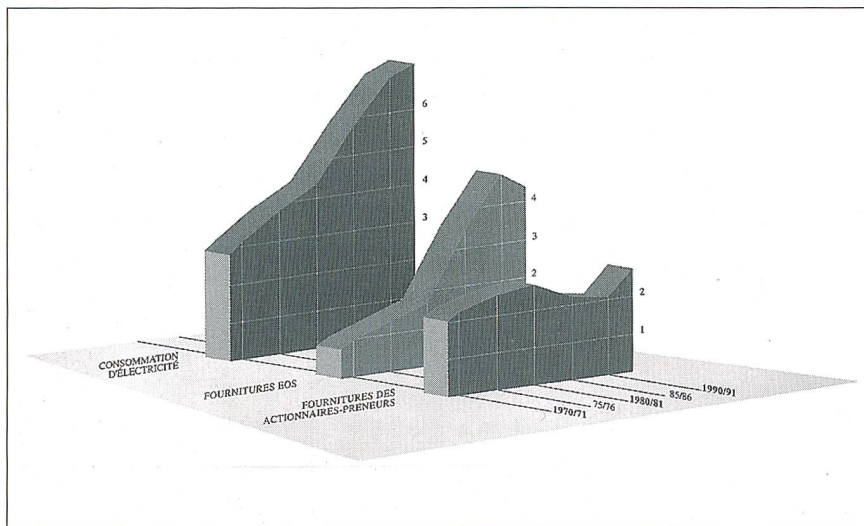 6
5
4
3
4
3
2
2
1
CONSOMMATION
D'ÉLECTRICITÉ
FOURNITURES EOS
FOURNITURES DES
ACTIONNAIRES-PRENEURS
1970/71
75/76
1980/81
85/86
1990/91